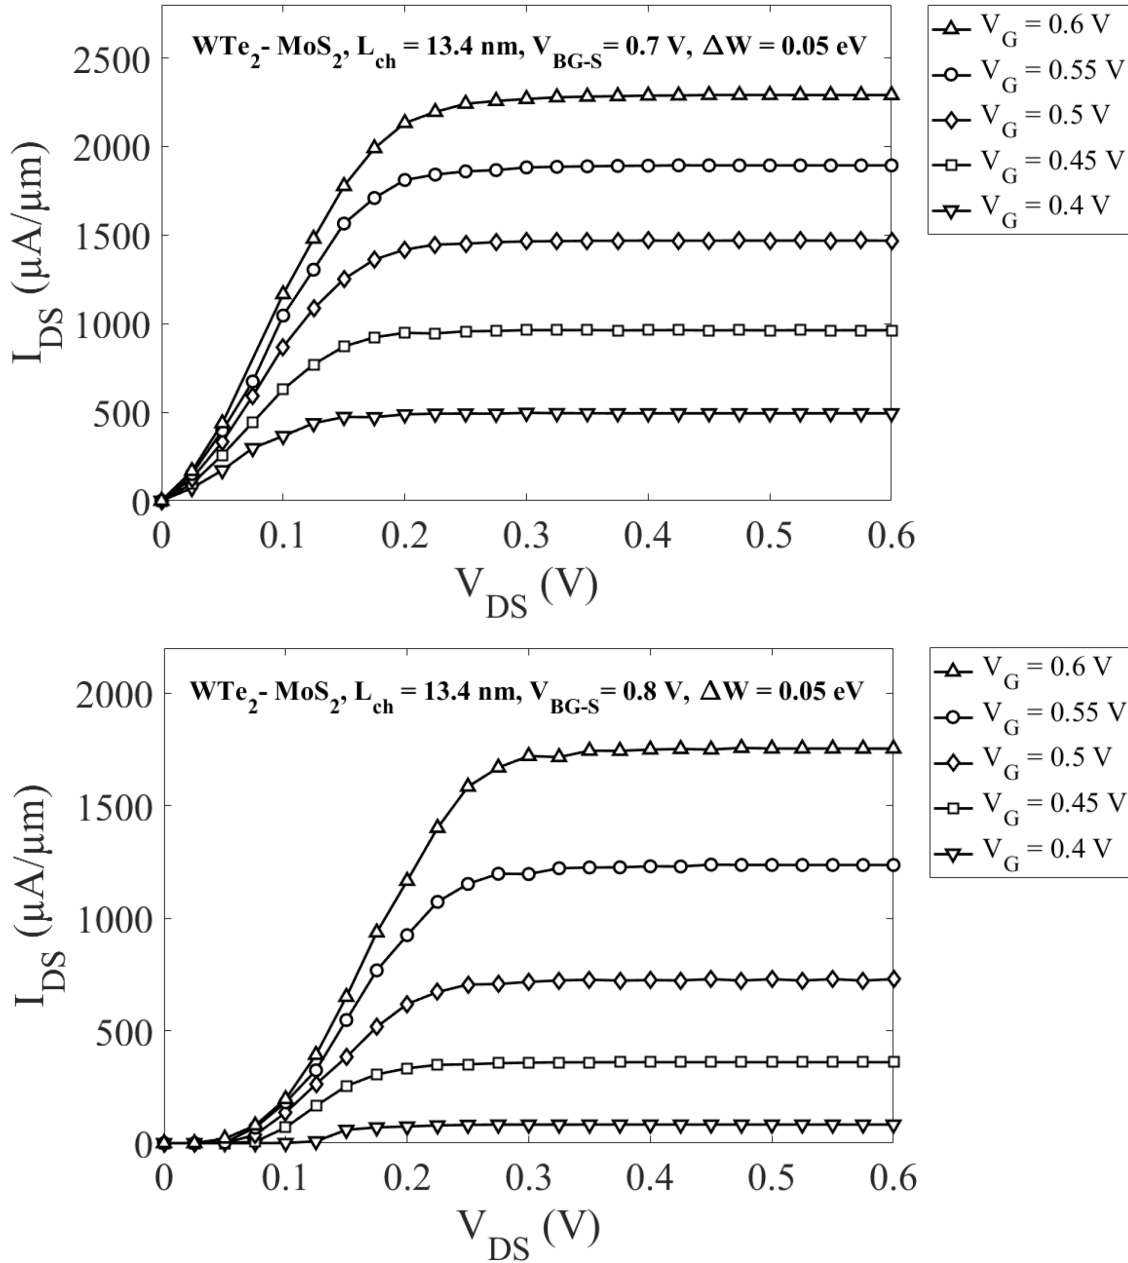 WTe2- MoS2, Lch = 13.4 nm, VBG-S= 0.7 V, ΔW = 0.05 eV
VG = 0.6 V
VG = 0.55 V
VG = 0.5 V
VG = 0.45 V
VG = 0.4 V
IDS (μA/μm)
2500
2000
1500
1000
500
0
0 0.1 0.2 0.3 0.4 0.5 0.6
VDS (V)
WTe2- MoS2, Lch = 13.4 nm, VBG-S= 0.8 V, ΔW = 0.05 eV
VG = 0.6 V
VG = 0.55 V
VG = 0.5 V
VG = 0.45 V
VG = 0.4 V
IDS (μA/μm)
2000
1500
1000
500
0
0 0.1 0.2 0.3 0.4 0.5 0.6
VDS (V)